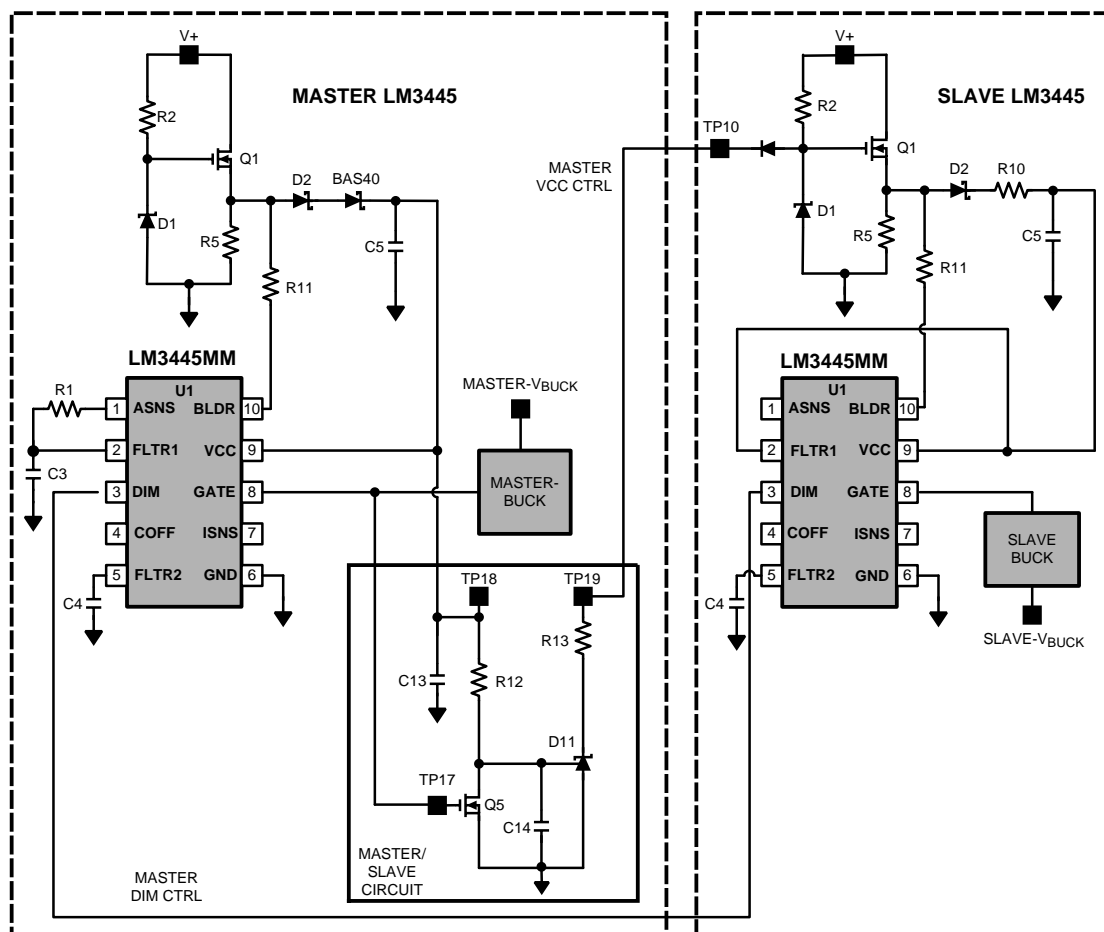 V+
MASTER LM3445
R2
Q1
D2
BAS40
D1
R5
C5
R11
LM3445MM
U1
R1
1
ASNS
BLDR
10
2
FLTR1
VCC
9
C3
3
DIM
GATE
8
4
COFF
ISNS
7
5
FLTR2
GND
6
C4
MASTER-VBUCK
MASTER-
BUCK
TP18
TP19
R13
C13
R12
D11
TP17
Q5
C14
MASTER/
SLAVE
CIRCUIT
MASTER
DIM CTRL
MASTER
VCC CTRL
V+
SLAVE LM3445
TP10
R2
Q1
D2
R10
D1
R5
C5
R11
LM3445MM
U1
1
ASNS
BLDR
10
2
FLTR1
VCC
9
3
DIM
GATE
8
4
COFF
ISNS
7
5
FLTR2
GND
6
C4
SLAVE
BUCK
SLAVE-VBUCK